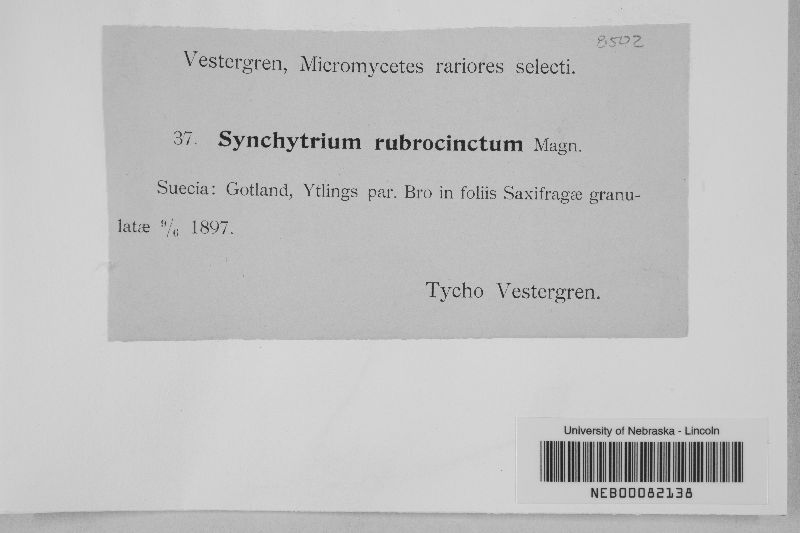 8502
Vestergren, Micromycetes rariores selecti.
37. Synchytrium rubrocinctum Magn.
Suecia: Gotland, Ytlings par. Bro in foliis Saxifragæ granu-
latæ 9/6 1897.
Tycho Vestergren.
University of Nebraska - Lincoln
NEB00082138